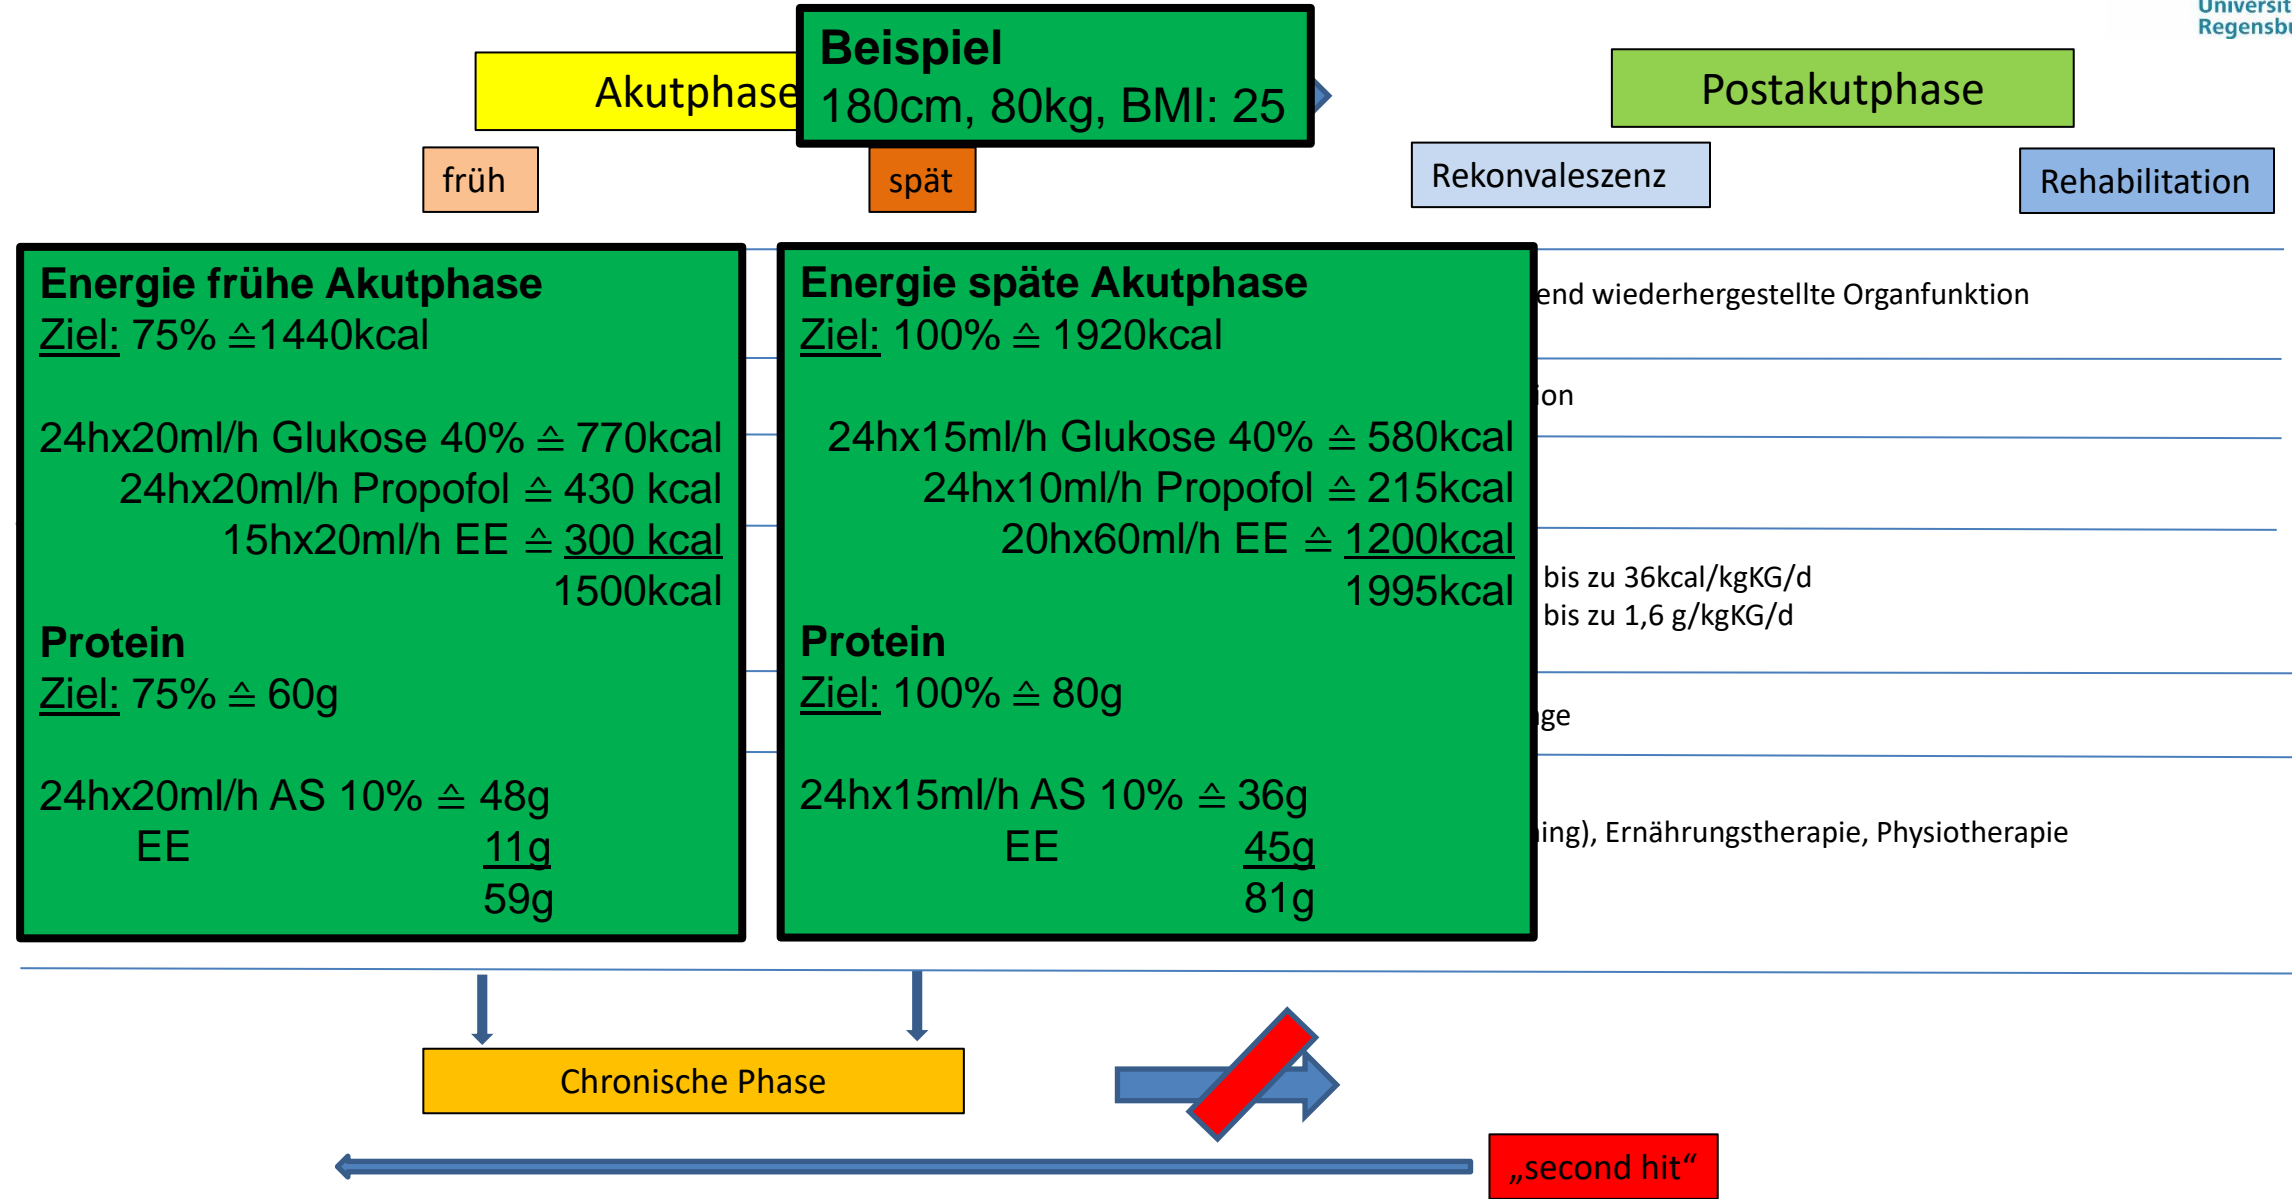 Regensbu
Beispiel
180cm, 80kg, BMI: 25
Akutphase
Postakutphase
früh
spät
Rekonvaleszenz
Rehabilitation
Energie frühe Akutphase
Ziel: 75% ≙1440kcal
24hx20ml/h Glukose 40% ≙ 770kcal
24hx20ml/h Propofol ≙ 430 kcal
15hx20ml/h EE ≙ 300 kcal
1500kcal
Protein
Ziel: 75% ≙ 60g
24hx20ml/h AS 10% ≙ 48g
EE 11g
59g
Energie späte Akutphase
Ziel: 100% ≙ 1920kcal
24hx15ml/h Glukose 40% ≙ 580kcal
24hx10ml/h Propofol ≙ 215kcal
20hx60ml/h EE ≙ 1200kcal
1995kcal
Protein
Ziel: 100% ≙ 80g
24hx15ml/h AS 10% ≙ 36g
EE 45g
81g
end wiederhergestellte Organfunktion
ion
bis zu 36kcal/kgKG/d
bis zu 1,6 g/kgKG/d
ge
ing), Ernährungstherapie, Physiotherapie
Chronische Phase
„second hit“